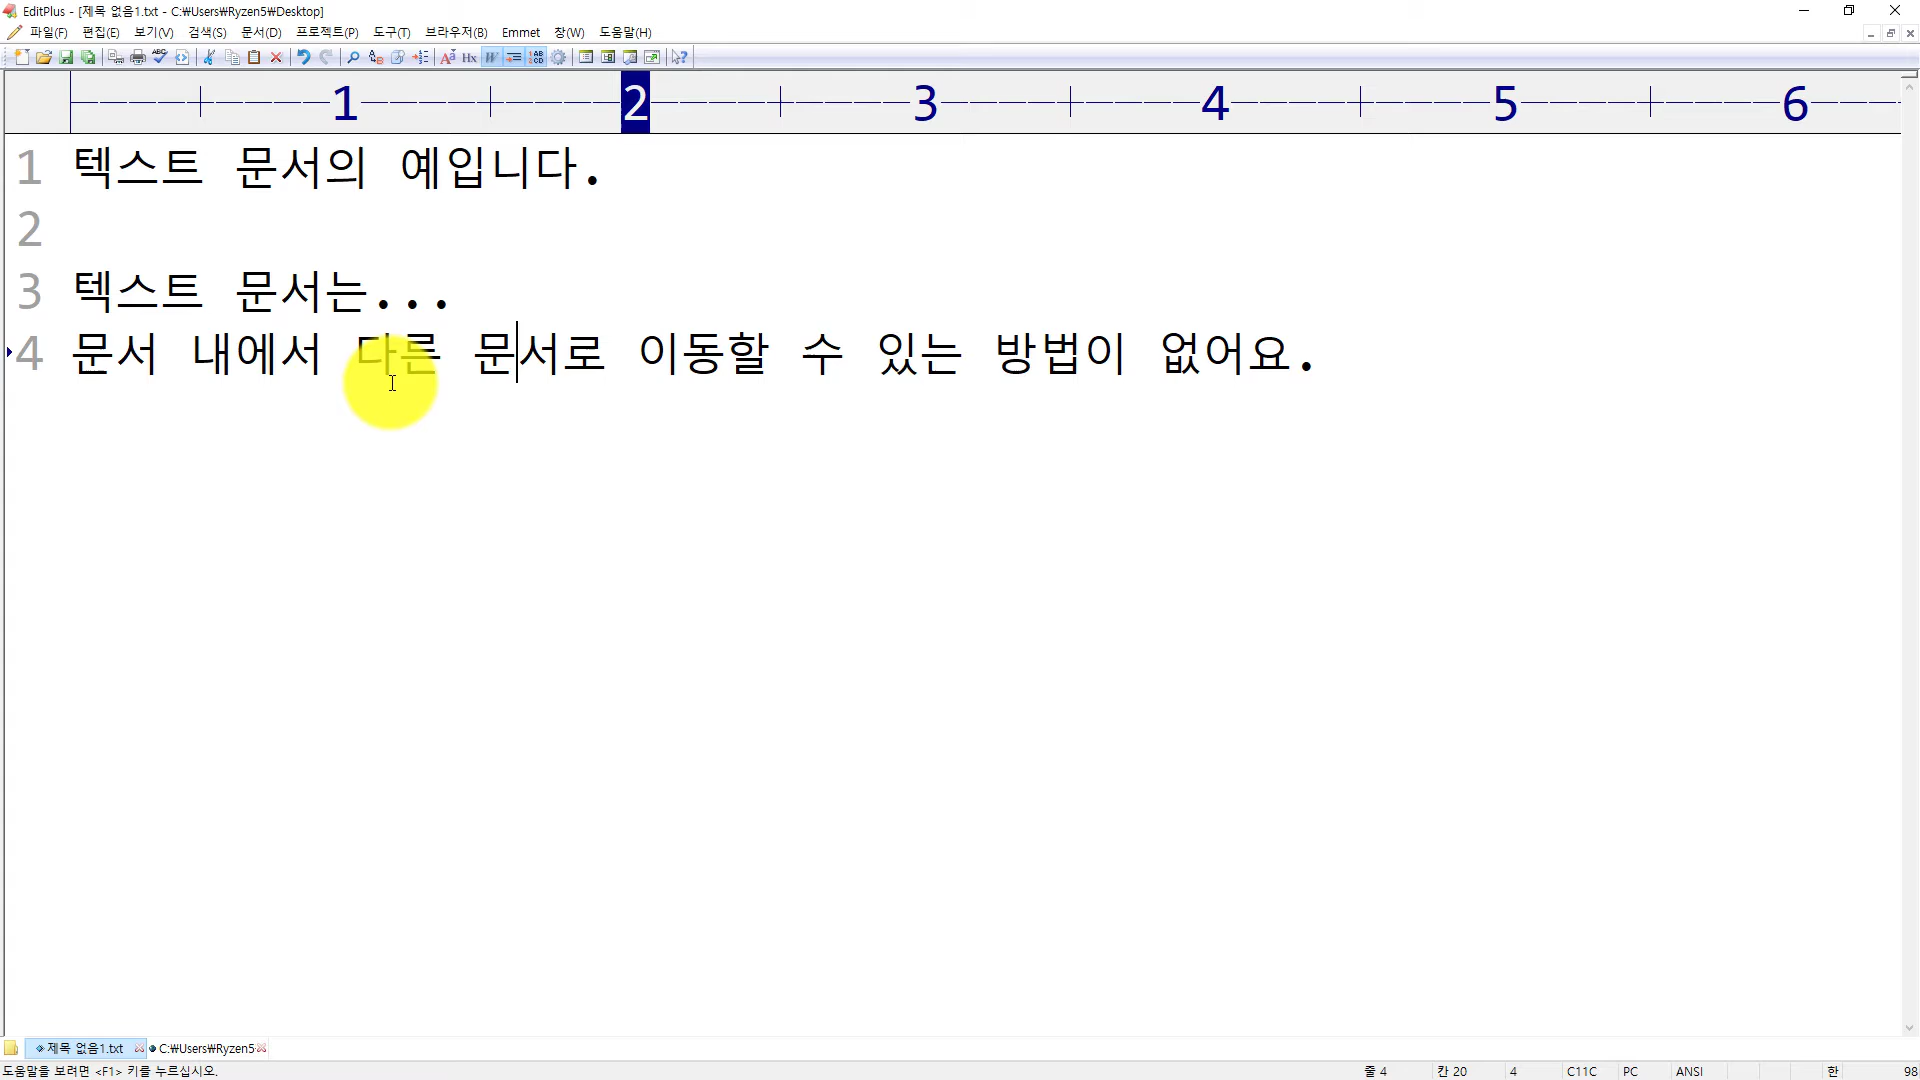 EditPlus - [제목 없음1.txt - C:₩Users₩Ryzen5₩Desktop]
파일(F) 편집(E) 보기(V) 검색(S) 문서(D) 프로젝트(P) 도구(T) 브라우저(B) Emmet 창(W) 도움말(H)
1 2 3 4 5 6
1 텍스트 문서의 예입니다.
2
3 텍스트 문서는...
4 문서 내에서 다른 문서로 이동할 수 있는 방법이 없어요.
제목 없음1.txt C:₩Users₩Ryzen5
도움말을 보려면 <F1> 키를 누르십시오. 줄 4 칸 20 4 C11C PC ANSI 한 98